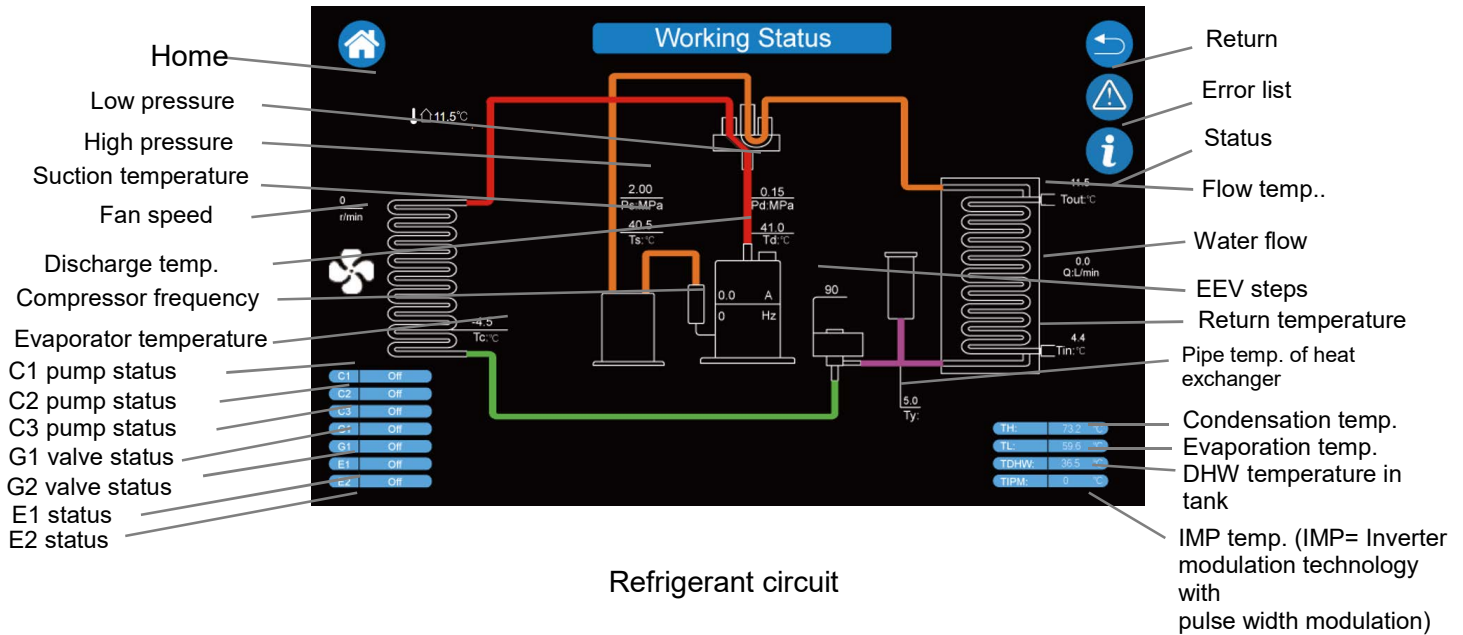 Home
Low pressure
High pressure
Suction temperature
Fan speed
Discharge temp.
Compressor frequency
Evaporator temperature
C1 pump status
C2 pump status
C3 pump status
G1 valve status
G2 valve status
E1 status
E2 status
Working Status
11.5°C
0
r/min
2.00
Ps:MPa
40.5
Ts:°C
0.15
Pd:MPa
41.0
Td:°C
0.0 A
0 Hz
90
-4.5
Tc:°C
5.0
Ty:
11.5
Tout:°C
0.0
Q:L/min
4.4
Tin:°C
C1 Off
C2 Off
C3 Off
G1 Off
G1 Off
E1 Off
E2 Off
TH: 73.2 °C
TL: 59.6 °C
TDHW: 36.5 °C
TIPM: 0 °C
Return
Error list
Status
Flow temp..
Water flow
EEV steps
Return temperature
Pipe temp. of heat
exchanger
Condensation temp.
Evaporation temp.
DHW temperature in
tank
IMP temp. (IMP= Inverter
modulation technology
with
pulse width modulation)
Refrigerant circuit